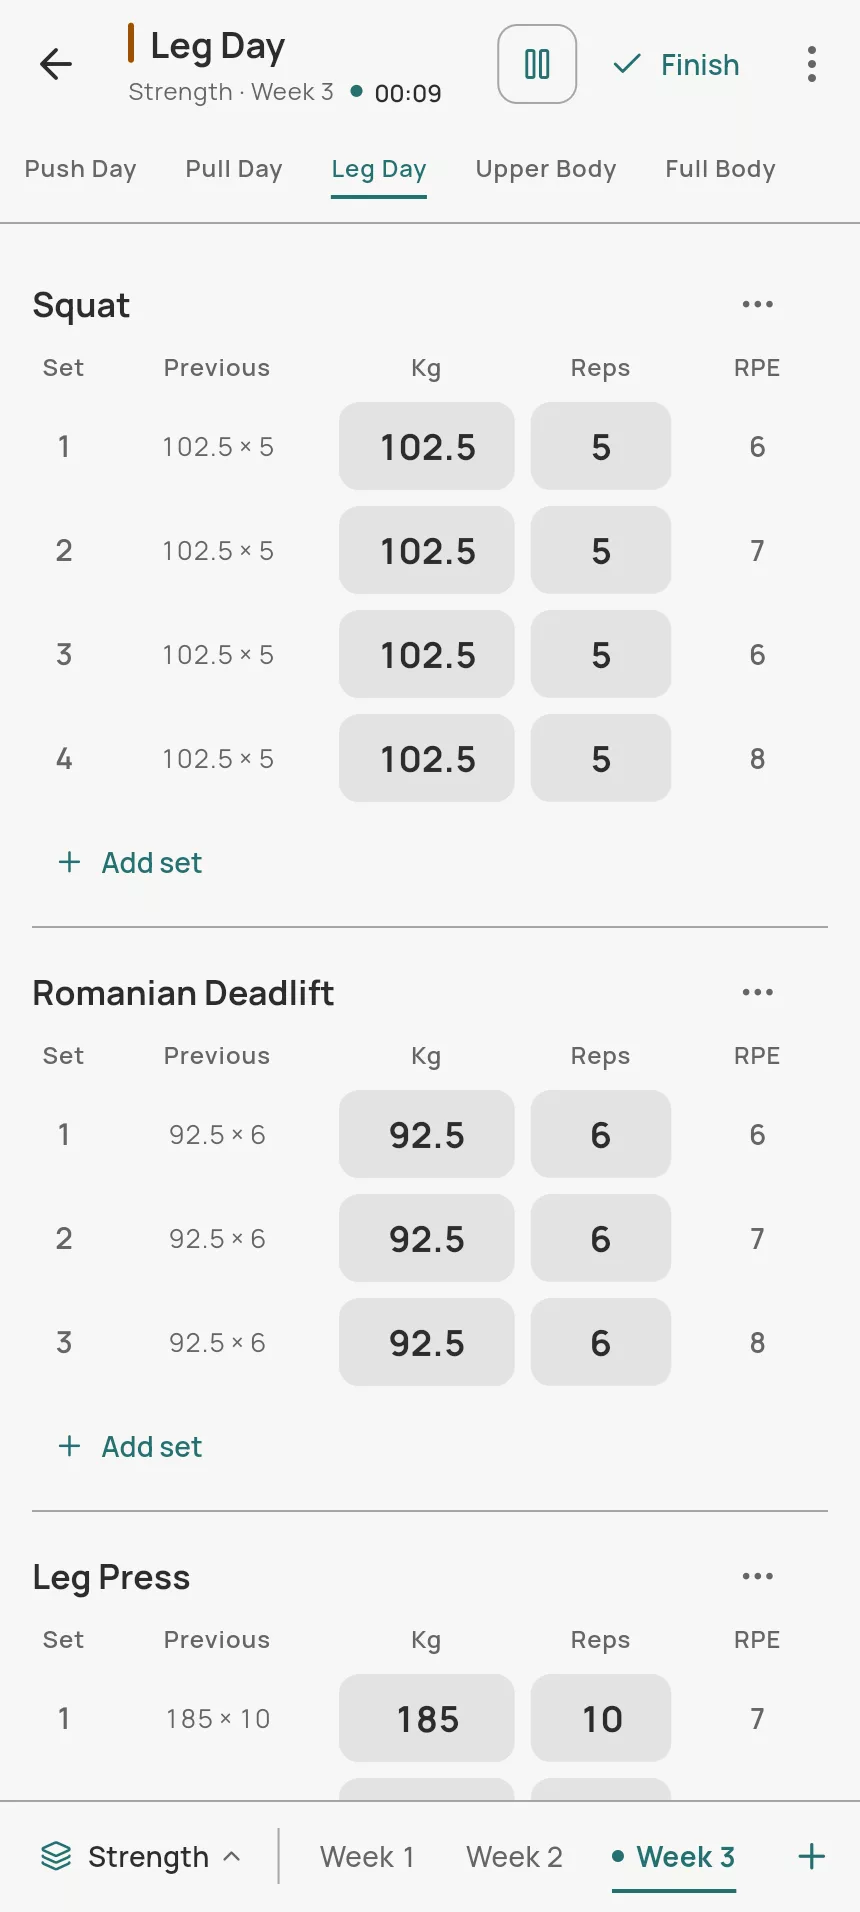 Leg Day
Strength · Week 3 • 00:09
Finish
Push Day Pull Day Leg Day Upper Body Full Body
Squat
Set Previous Kg Reps RPE
1 102.5 × 5 102.5 5 6
2 102.5 × 5 102.5 5 7
3 102.5 × 5 102.5 5 6
4 102.5 × 5 102.5 5 8
+ Add set
Romanian Deadlift
Set Previous Kg Reps RPE
1 92.5 × 6 92.5 6 6
2 92.5 × 6 92.5 6 7
3 92.5 × 6 92.5 6 8
+ Add set
Leg Press
Set Previous Kg Reps RPE
1 185 × 10 185 10 7
Strength Week 1 Week 2 • Week 3 +